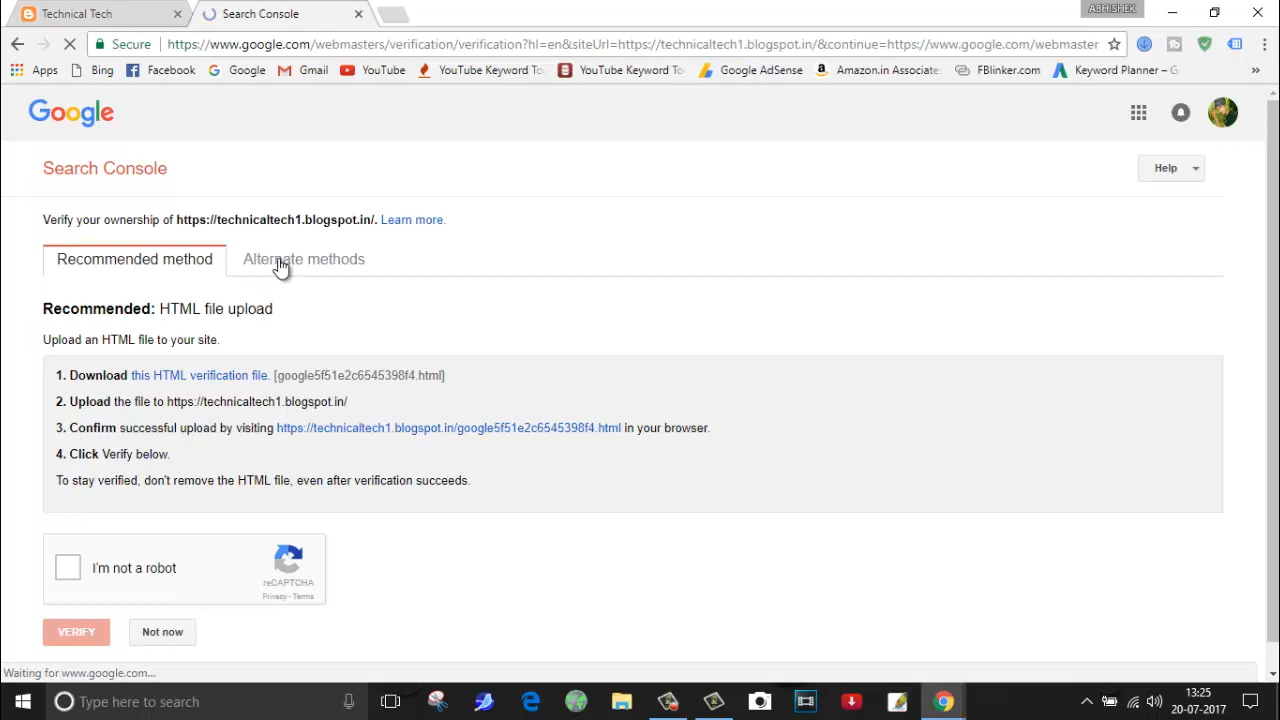 Technical Tech
Search Console
ABHISHEK
Secure
https://www.google.com/webmasters/verification/verification?hl=en&siteUrl=https://technicaltech1.blogspot.in/&continue=https://www.google.com/webmaster
Apps
Bing
Facebook
Google
Gmail
YouTube
YouTube Keyword To
YouTube Keyword To
Google AdSense
Amazon.in Associate
FBlinker.com
Keyword Planner – G
»
Google
Search Console
Help
Verify your ownership of https://technicaltech1.blogspot.in/. Learn more.
Recommended method
Alternate methods
Recommended: HTML file upload
Upload an HTML file to your site.
1. Download this HTML verification file. [google5f51e2c6545398f4.html]
2. Upload the file to https://technicaltech1.blogspot.in/
3. Confirm successful upload by visiting https://technicaltech1.blogspot.in/google5f51e2c6545398f4.html in your browser.
4. Click Verify below.
To stay verified, don't remove the HTML file, even after verification succeeds.
I'm not a robot
reCAPTCHA
Privacy - Terms
VERIFY
Not now
Waiting for www.google.com...
Type here to search
13:25
20-07-2017